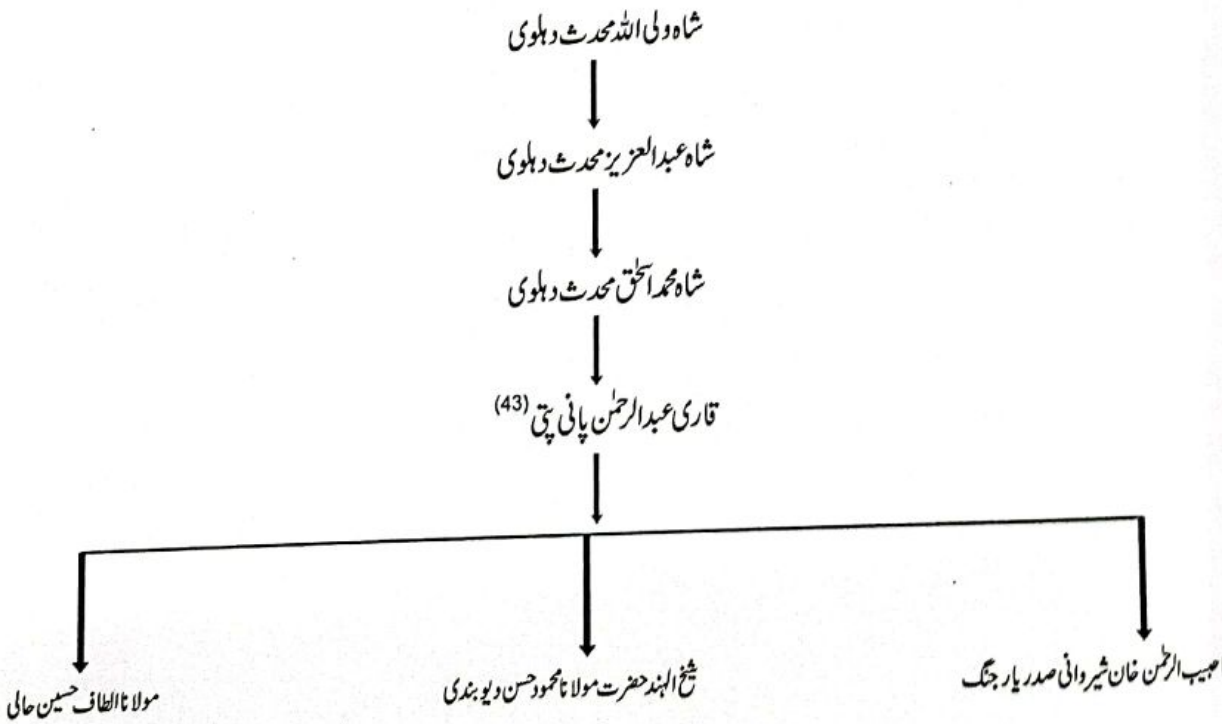 شاہ ولی اللہ محدث دہلوی
شاہ عبدالعزیز محدث دہلوی
شاہ محمد اسحٰق محدث دہلوی
قاری عبدالرحمٰن پانی پتی (43)
حبیب الرحمٰن خان شیروانی صدر یار جنگ
شیخ الہند حضرت مولانا محمود حسن دیوبندی
مولانا الطاف حسین حالی